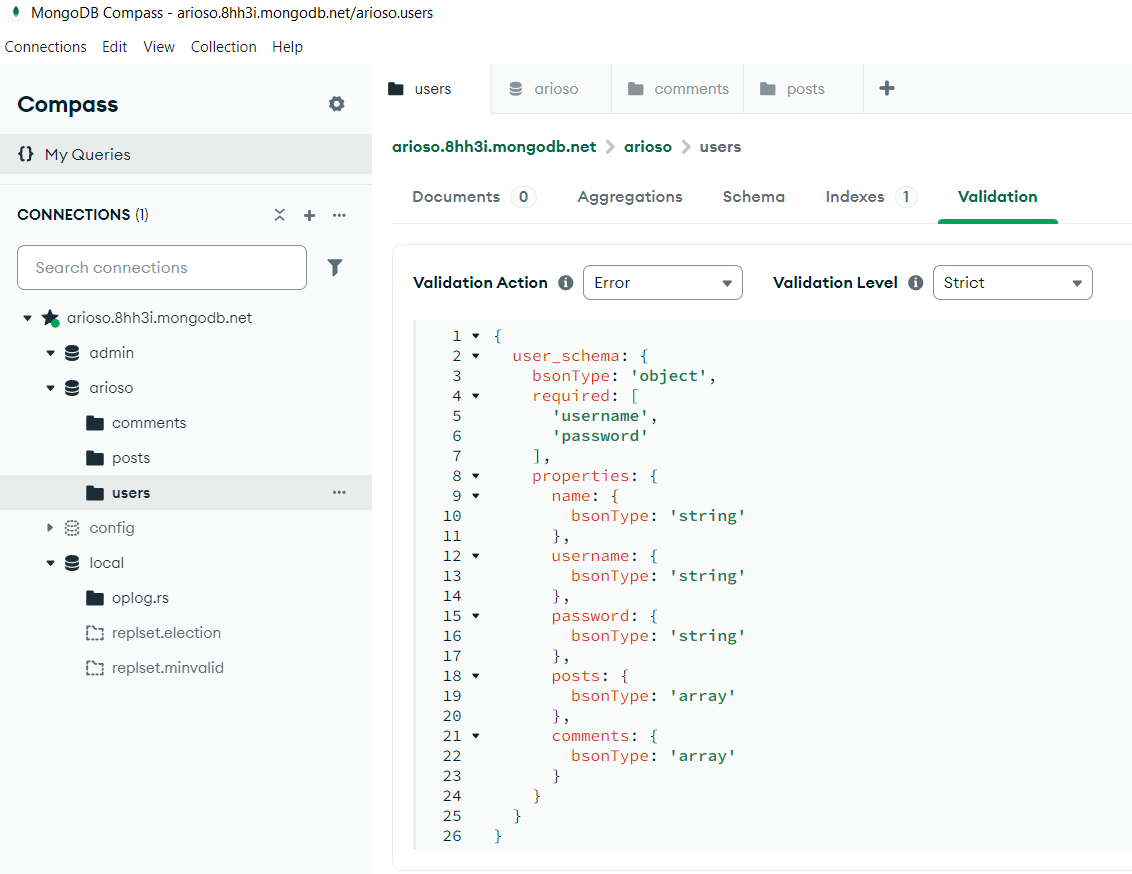 MongoDB Compass - arioso.8hh3i.mongodb.net/arioso.users
Connections Edit View Collection Help
Compass
{} My Queries
CONNECTIONS (1)
Search connections
arioso.8hh3i.mongodb.net
admin
arioso
comments
posts
users
config
local
oplog.rs
replset.election
replset.minvalid
users arioso comments posts
arioso.8hh3i.mongodb.net > arioso > users
Documents 0 Aggregations Schema Indexes 1 Validation
Validation Action Error Validation Level Strict
1 {
2 user_schema: {
3 bsonType: 'object',
4 required: [
5 'username',
6 'password'
7 ],
8 properties: {
9 name: {
10 bsonType: 'string'
11 },
12 username: {
13 bsonType: 'string'
14 },
15 password: {
16 bsonType: 'string'
17 },
18 posts: {
19 bsonType: 'array'
20 },
21 comments: {
22 bsonType: 'array'
23 }
24 }
25 }
26 }